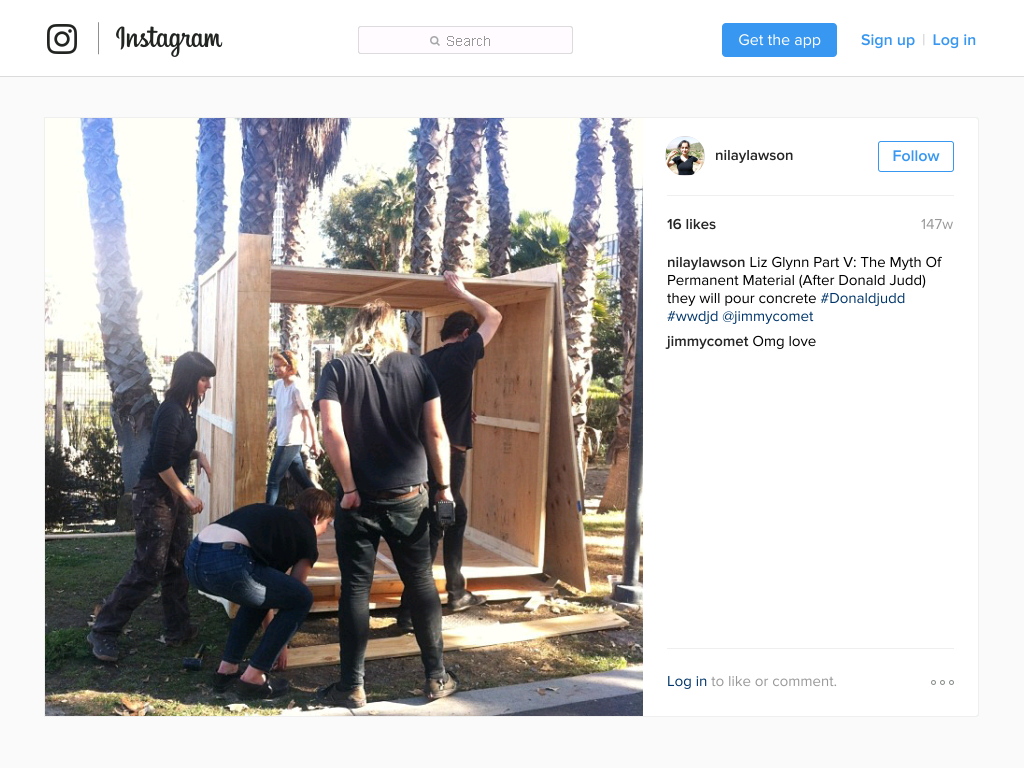 Instagram
Search
Get the app
Sign up | Log in
nilaylawson
Follow
16 likes
147w
nilaylawson Liz Glynn Part V: The Myth Of
Permanent Material (After Donald Judd)
they will pour concrete #Donaldjudd
#wwdjd @jimmycomet
jimmycomet Omg love
Log in to like or comment.